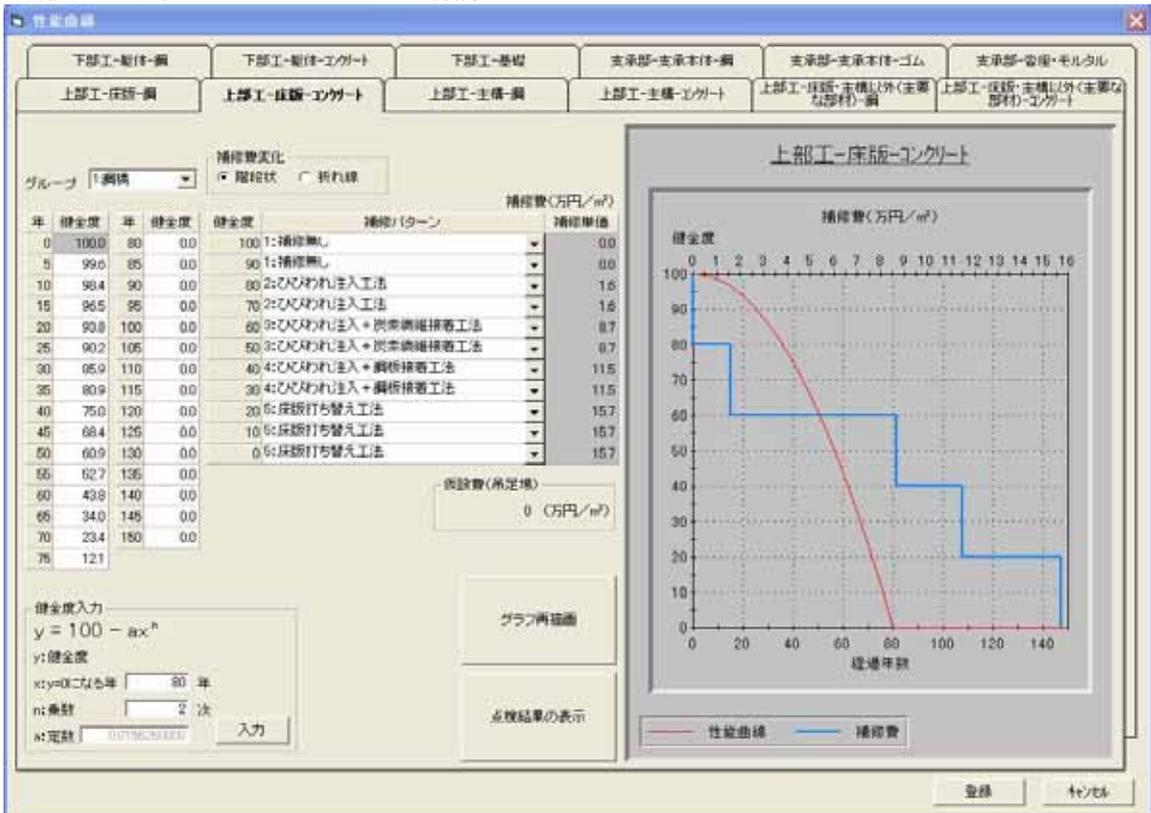 性能曲線
下部工-躯体-鋼 下部工-躯体-コンクリート 下部工-基礎 支承部-支承本体-鋼 支承部-支承本体-ゴム 支承部-沓座・モルタル
上部工-床版-鋼 上部工-床版-コンクリート 上部工-主構-鋼 上部工-主構-コンクリート 上部工-床版・主構以外(主要な部材)-鋼 上部工-床版・主構以外(主要な部材)-コンクリート
グループ 1:鋼橋
補修費変化
階段状 折れ線
補修費(万円/㎡)
年 健全度 年 健全度 健全度 補修パターン 補修単価
0 100.0 80 0.0 100 1:補修無し 0.0
5 99.6 85 0.0 90 1:補修無し 0.0
10 98.4 90 0.0 80 2:ひびわれ注入工法 1.6
15 96.5 95 0.0 70 2:ひびわれ注入工法 1.6
20 93.8 100 0.0 60 3:ひびわれ注入+炭素繊維接着工法 8.7
25 90.2 105 0.0 50 3:ひびわれ注入+炭素繊維接着工法 8.7
30 85.9 110 0.0 40 4:ひびわれ注入+鋼板接着工法 11.5
35 80.9 115 0.0 30 4:ひびわれ注入+鋼板接着工法 11.5
40 75.0 120 0.0 20 5:床版打ち替え工法 15.7
45 68.4 125 0.0 10 5:床版打ち替え工法 15.7
50 60.9 130 0.0 0 5:床版打ち替え工法 15.7
55 52.7 135 0.0
60 43.8 140 0.0
65 34.0 145 0.0
70 23.4 150 0.0
75 12.1
仮設費(吊足場)
0 (万円/㎡)
健全度入力
y = 100 - axⁿ
y:健全度
x:y=0になる年 80 年
n:乗数 2 次
a:定数 0.0156250000
入力
グラフ再描画
点検結果の表示
上部工-床版-コンクリート
補修費(万円/㎡)
健全度
0 1 2 3 4 5 6 7 8 9 10 11 12 13 14 15 16
100
90
80
70
60
50
40
30
20
10
0
0 20 40 60 80 100 120 140
経過年数
性能曲線 補修費
登録 キャンセル